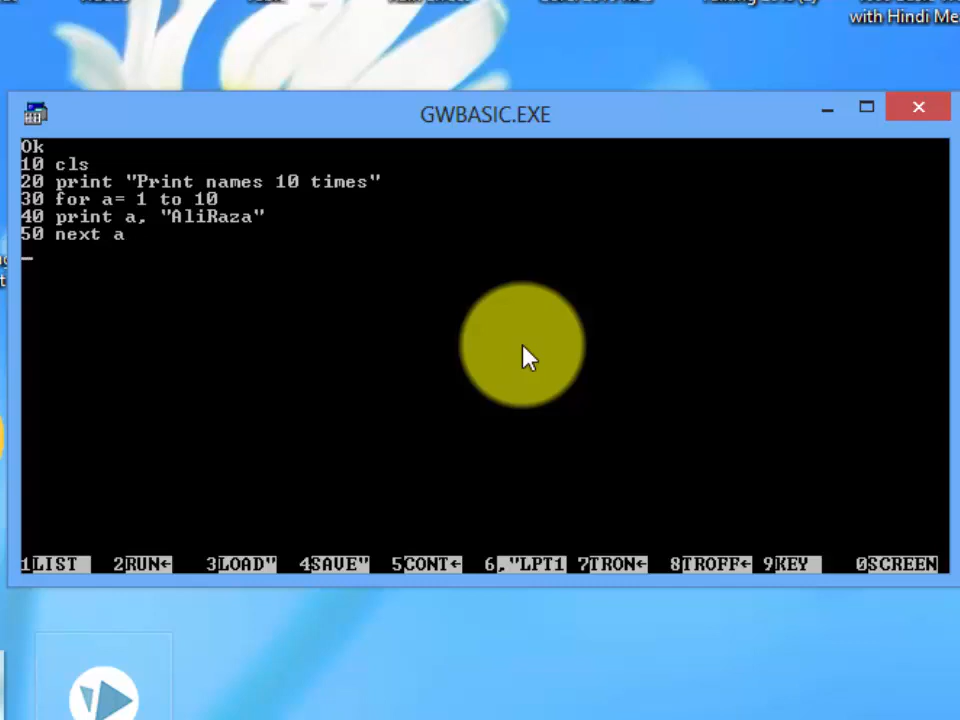 with Hindi Me
GWBASIC.EXE
Ok
10 cls
20 print "Print names 10 times"
30 for a= 1 to 10
40 print a, "AliRaza"
50 next a
1LIST 2RUN← 3LOAD" 4SAVE" 5CONT← 6,"LPT1 7TRON← 8TROFF← 9KEY 0SCREEN